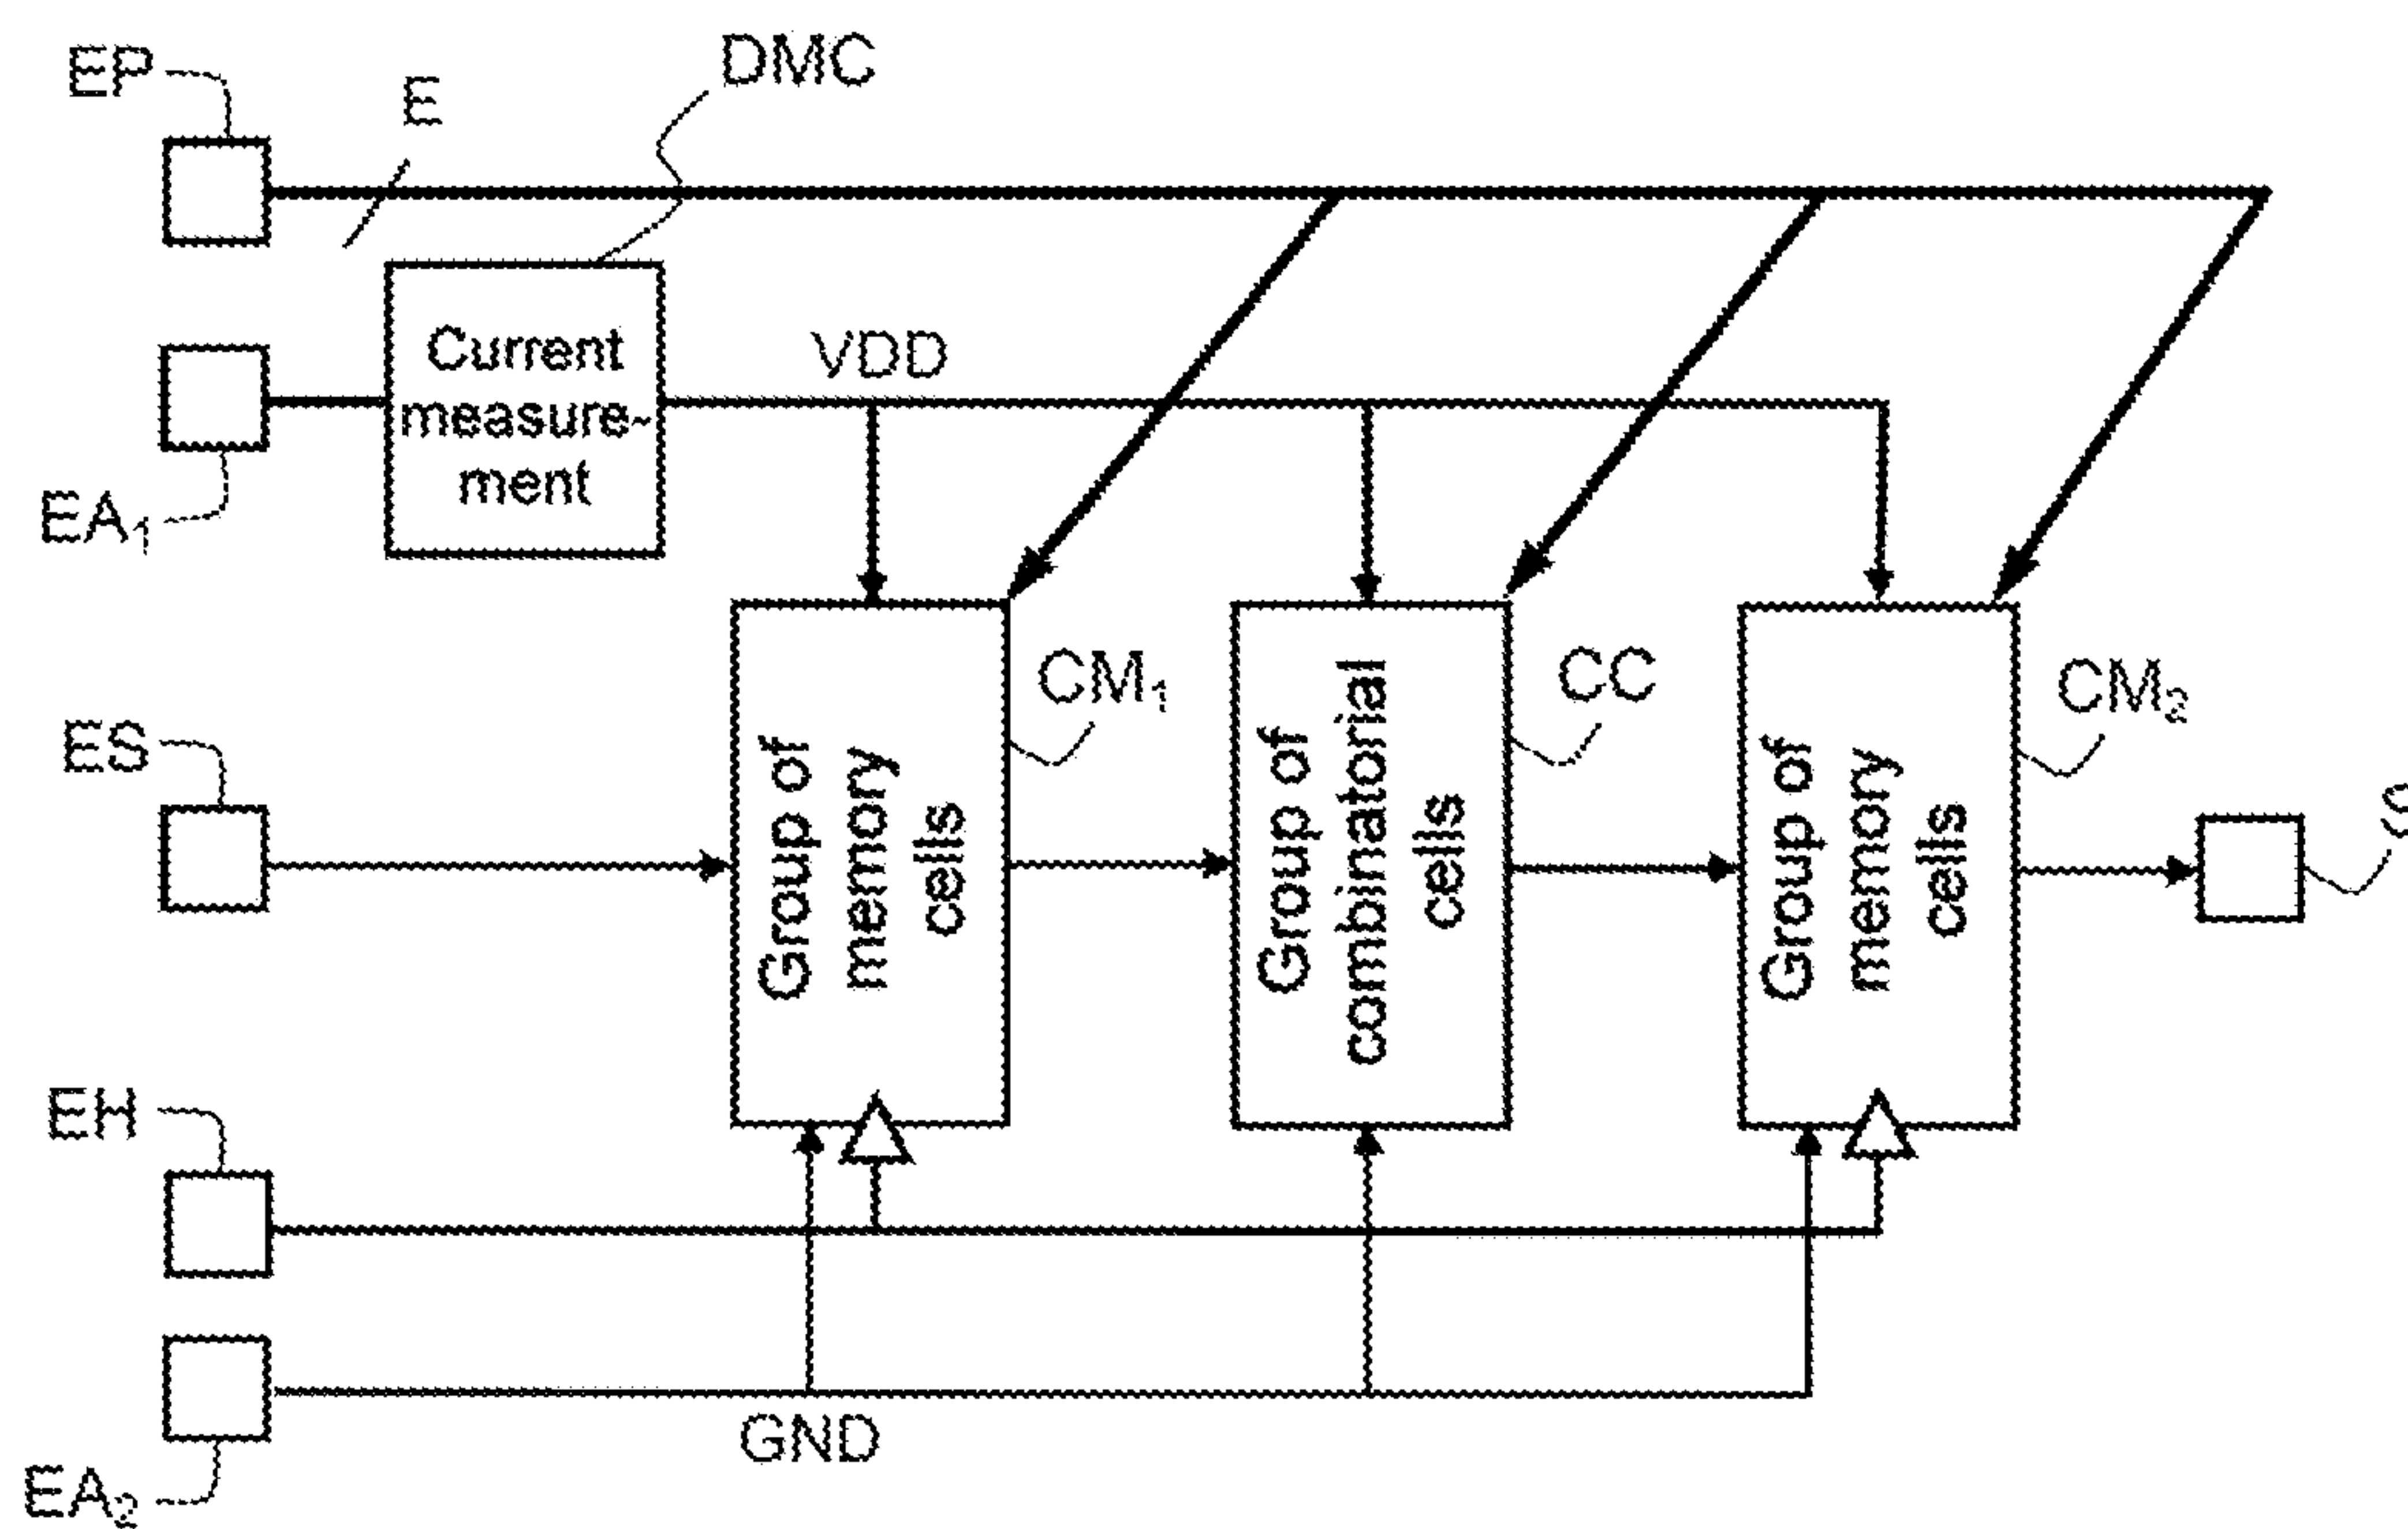 EP
E
DMC
Current
measure-
ment
VDD
EA₁
CM₁
CC
CM₂
ES
Group of
memory
cells
Group of
combinatorial
cells
Group of
memory
cells
EH
GND
EA₂